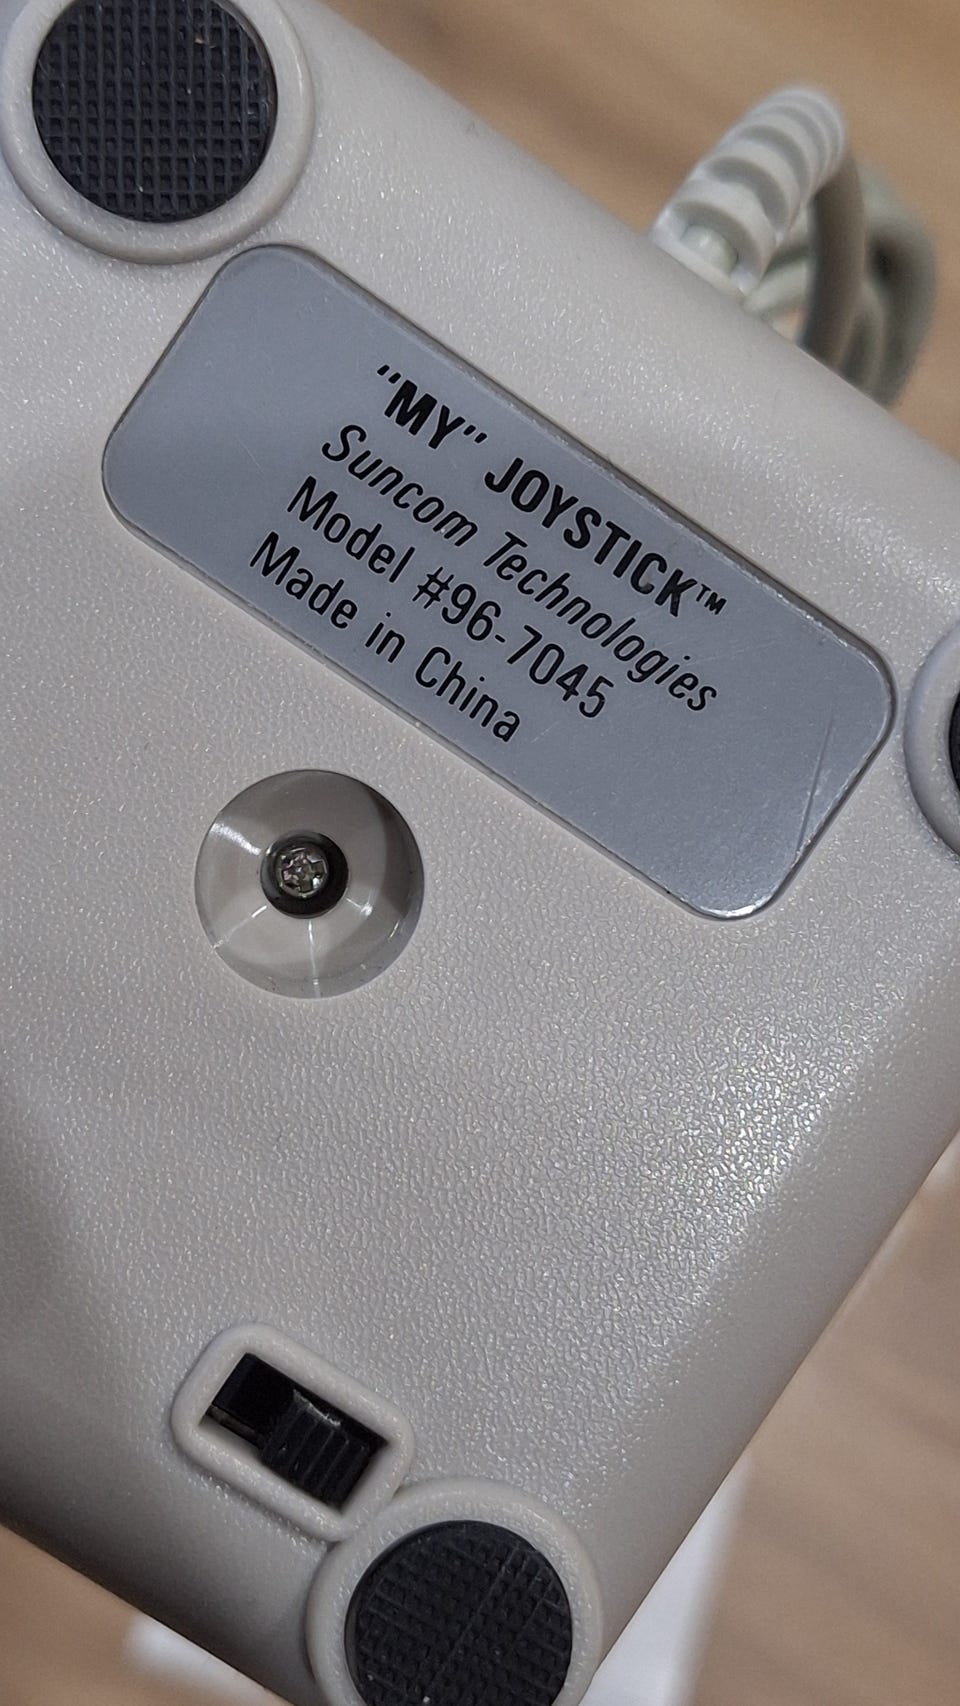 "MY" JOYSTICK™
Suncom Technologies
Model #96-7045
Made in China